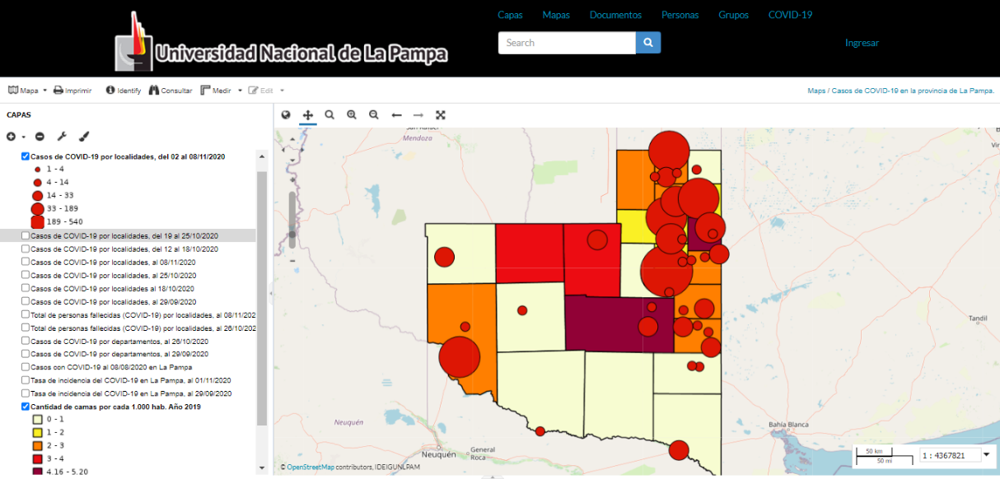 Capas Mapas Documentos Personas Grupos COVID-19
Search
Ingresar
Universidad Nacional de La Pampa
Mapa Imprimir Identify Consultar Medir Edit
Maps / Casos de COVID-19 en la provincia de La Pampa.
CAPAS
Casos de COVID-19 por localidades, del 02 al 08/11/2020
1 - 4
4 - 14
14 - 33
33 - 189
189 - 540
Casos de COVID-19 por localidades, del 19 al 25/10/2020
Casos de COVID-19 por localidades, del 12 al 18/10/2020
Casos de COVID-19 por localidades, al 08/11/2020
Casos de COVID-19 por localidades, al 25/10/2020
Casos de COVID-19 por localidades al 18/10/2020
Casos de COVID-19 por localidades, al 29/09/2020
Total de personas fallecidas (COVID-19) por localidades, al 08/11/202
Total de personas fallecidas (COVID-19) por localidades, al 26/10/202
Casos de COVID-19 por departamentos, al 26/10/2020
Casos de COVID-19 por departamentos, al 29/09/2020
Casos con COVID-19 al 08/08/2020 en La Pampa
Tasa de incidencia del COVID-19 en La Pampa, al 01/11/2020
Tasa de incidencia del COVID-19 en La Pampa, al 29/09/2020
Cantidad de camas por cada 1.000 hab. Año 2019
0 - 1
1 - 2
2 - 3
3 - 4
4.16 - 5.20
San Rafael
Mendoza
Tandil
Bahía Blanca
Neuquén
Neuquén
General
Roca
© OpenStreetMap contributors, IDEIGUNLPAM
50 km
50 mi
1 : 4367821